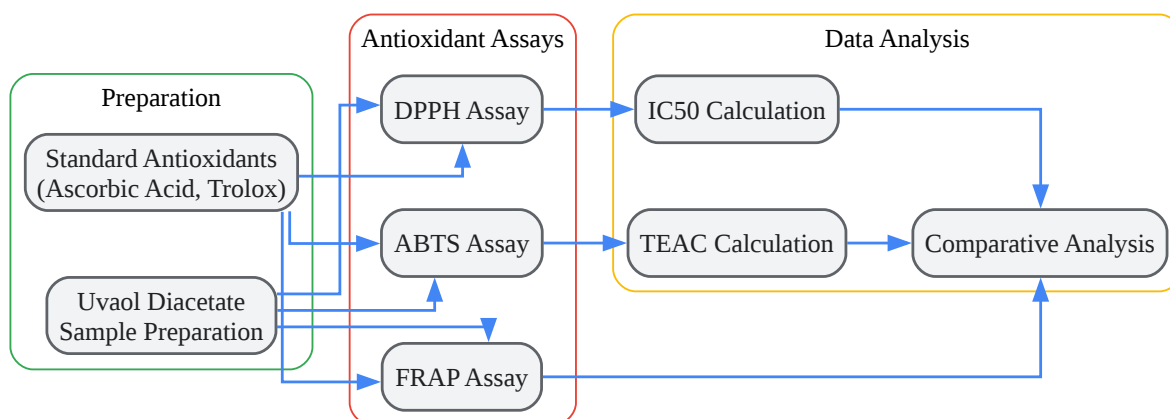 Preparation
Standard Antioxidants
(Ascorbic Acid, Trolox)
Uvaol Diacetate
Sample Preparation
Antioxidant Assays
DPPH Assay
ABTS Assay
FRAP Assay
Data Analysis
IC50 Calculation
TEAC Calculation
Comparative Analysis